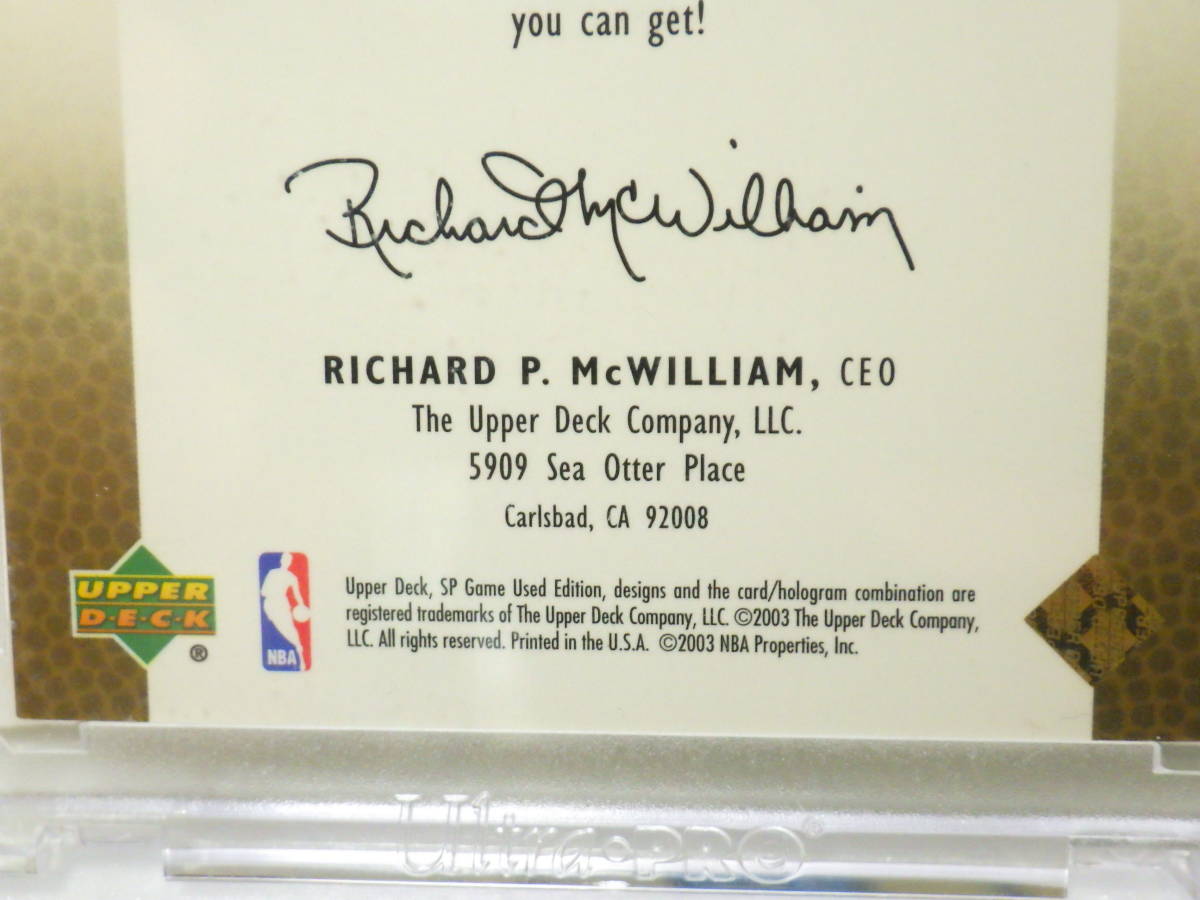 you can get!
Richard McWilliam
RICHARD P. McWILLIAM, CEO
The Upper Deck Company, LLC.
5909 Sea Otter Place
Carlsbad, CA 92008
UPPER
D·E·C·K
®
NBA
Upper Deck, SP Game Used Edition, designs and the card/hologram combination are
registered trademarks of The Upper Deck Company, LLC. ©2003 The Upper Deck Company,
LLC. All rights reserved. Printed in the U.S.A. ©2003 NBA Properties, Inc.
Ultra•PRO®